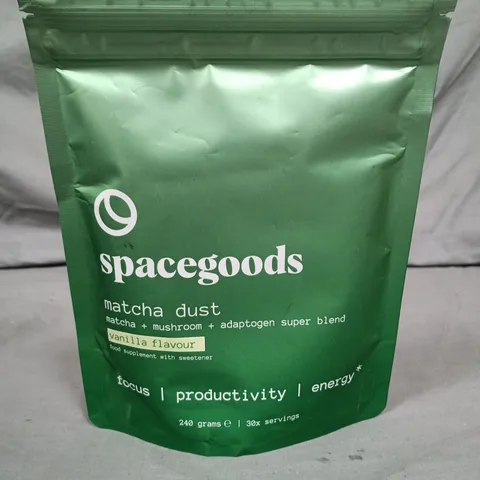 spacegoods
matcha dust
matcha + mushroom + adaptogen super blend
vanilla flavour
food supplement with sweetener
focus | productivity | energy*
240 grams ℮ | 30x servings